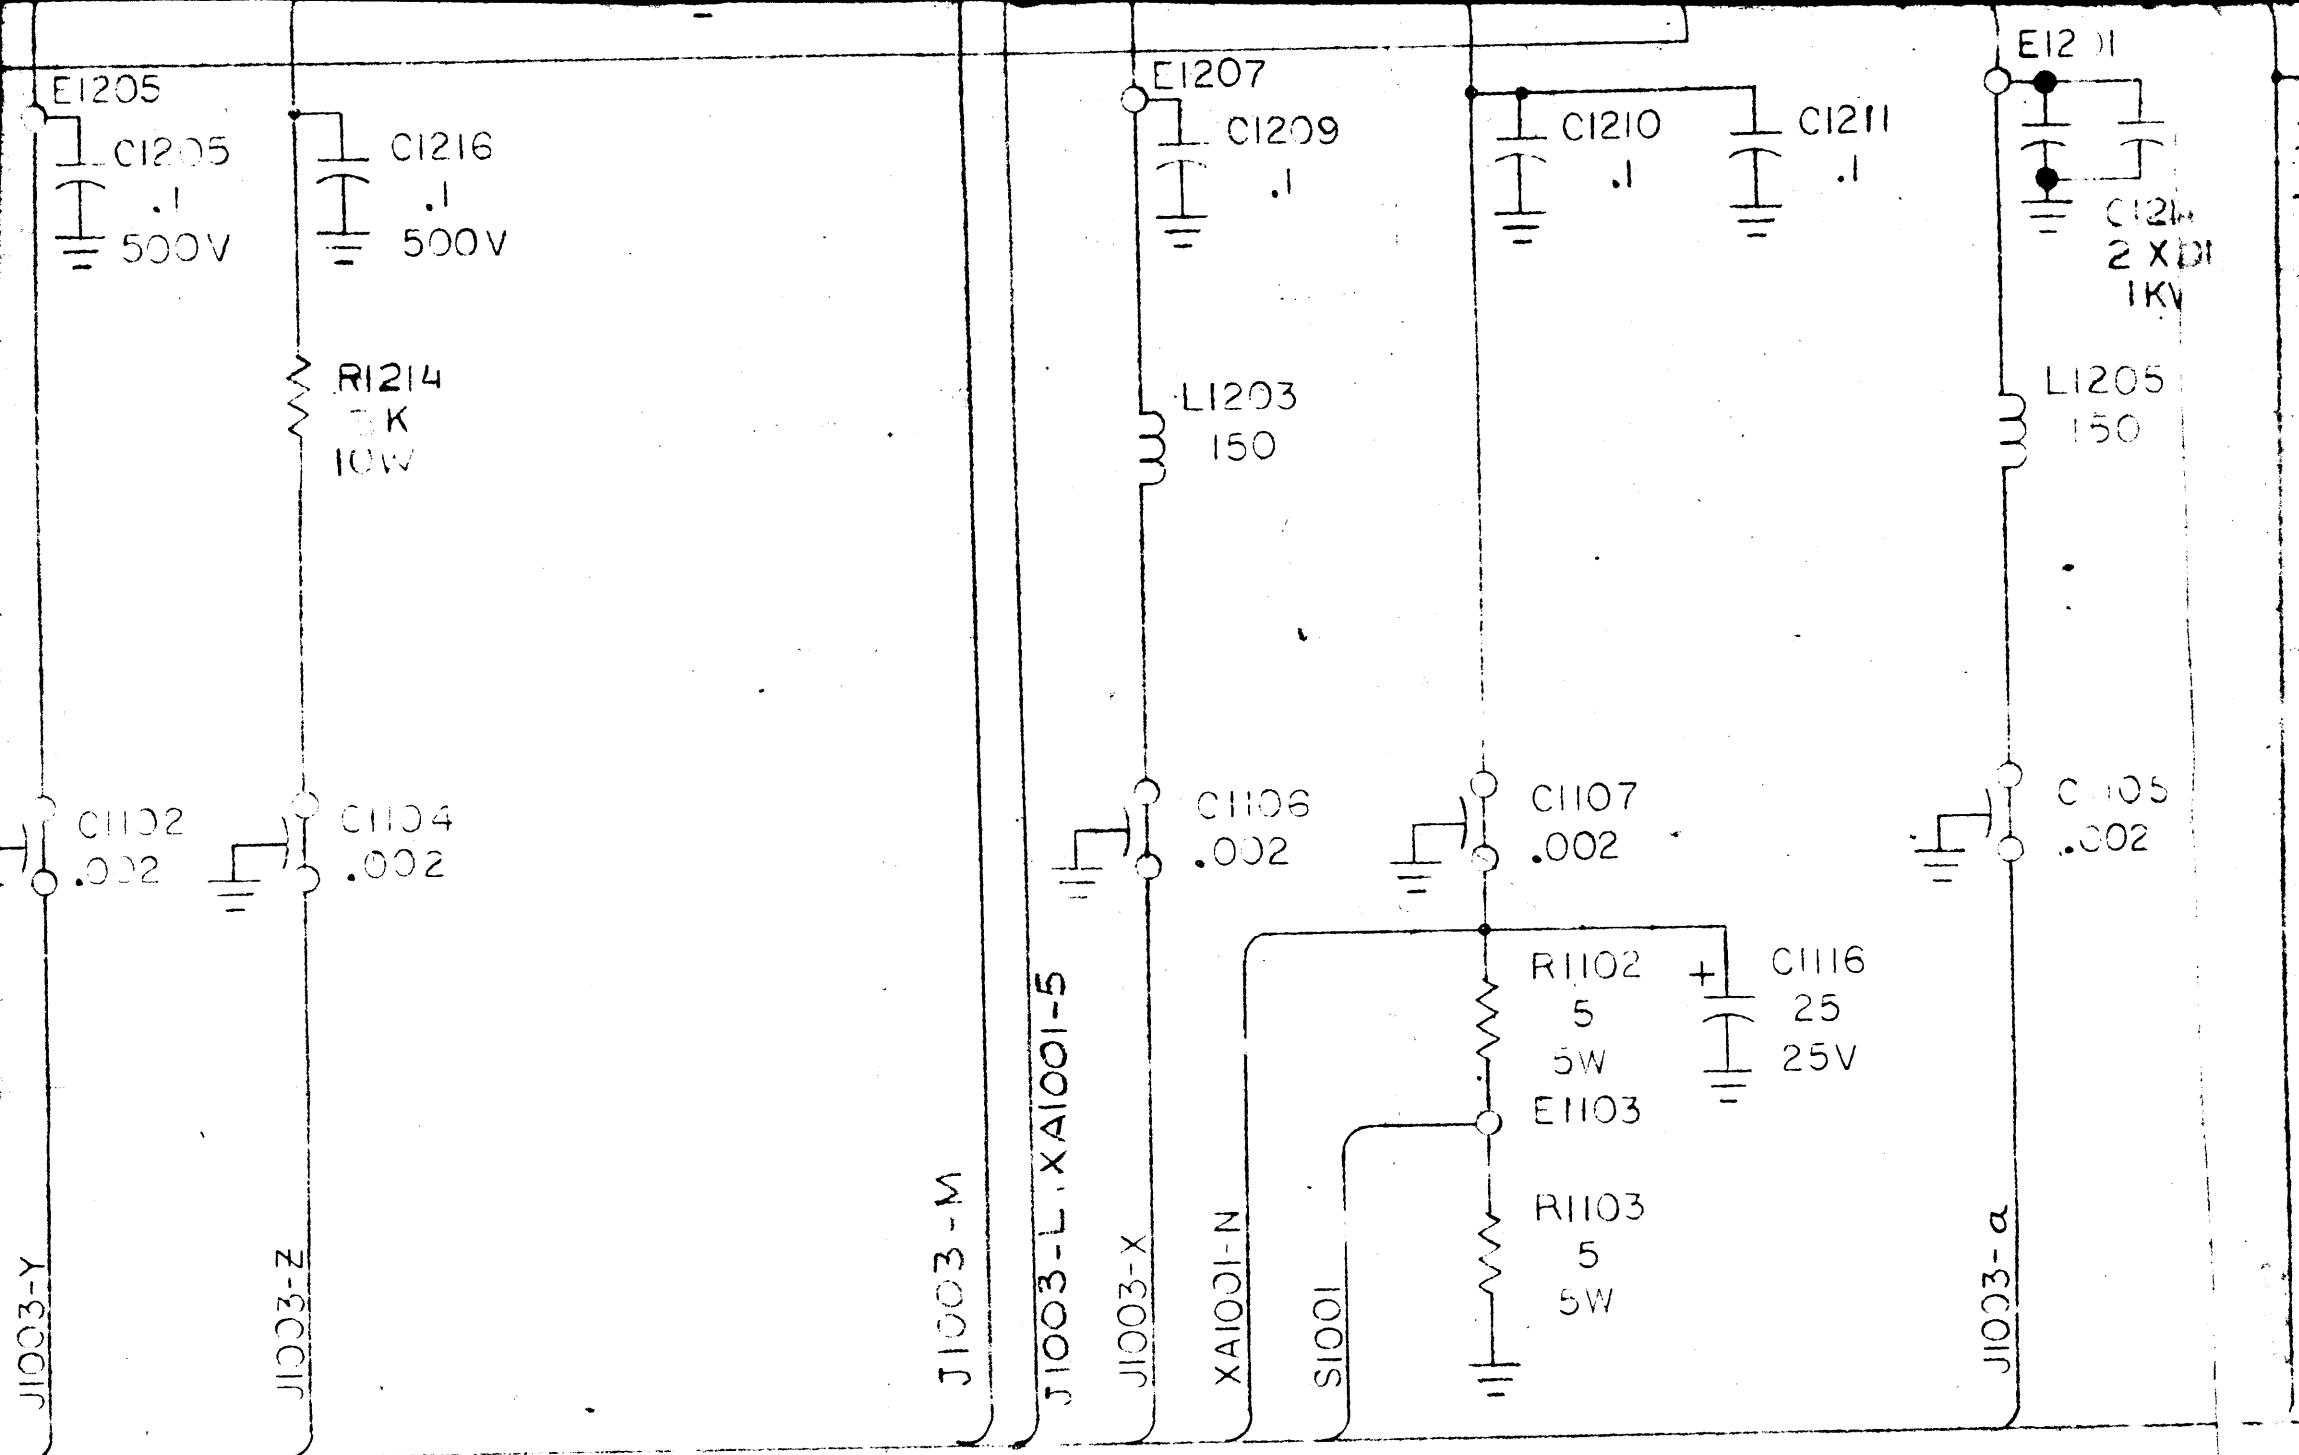 E1205
C1205
.1
500V
C1216
.1
500V
R1214
K
10W
C1102
.002
C1104
.002
J1003-Y
J1003-Z
J1003-M
J1003-L, XA1001-5
E1207
C1209
.1
L1203
150
C1106
.002
J1003-X
C1210
.1
C1211
.1
C1107
.002
R1102
5
5W
+
C1116
25
25V
E1103
R1103
5
5W
XA1001-N
S1001
2 X
1KV
L1205
150
.002
J1003-a